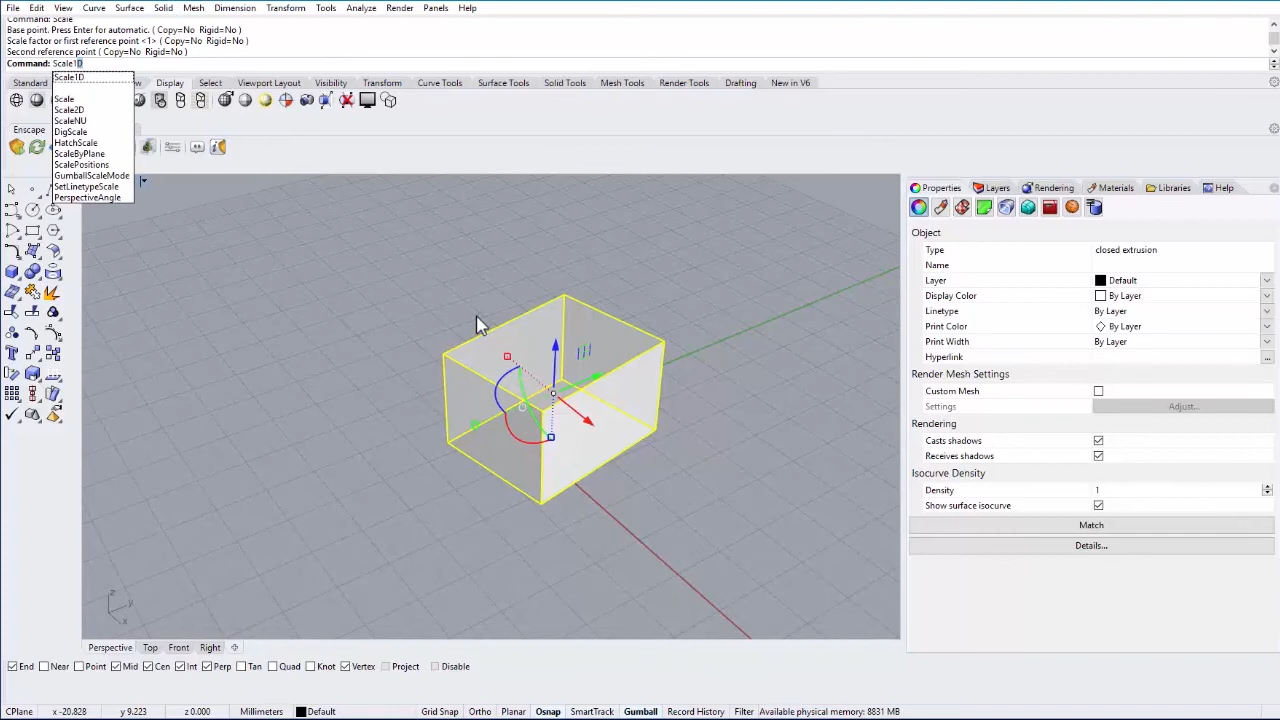 File Edit View Curve Surface Solid Mesh Dimension Transform Tools Analyze Render Panels Help
Command: Scale
Base point. Press Enter for automatic. ( Copy=No Rigid=No )
Scale factor or first reference point <1> ( Copy=No Rigid=No )
Second reference point ( Copy=No Rigid=No )
Command: Scale1D
Standard Display Select Viewport Layout Visibility Transform Curve Tools Surface Tools Solid Tools Mesh Tools Render Tools Drafting New in V6
Scale1D
Scale
Scale2D
ScaleNU
DigScale
HatchScale
ScaleByPlane
ScalePositions
GumballScaleMode
SetLinetypeScale
PerspectiveAngle
Enscape
Properties Layers Rendering Materials Libraries Help
Object
Type closed extrusion
Name
Layer Default
Display Color By Layer
Linetype By Layer
Print Color By Layer
Print Width By Layer
Hyperlink ...
Render Mesh Settings
Custom Mesh
Settings Adjust...
Rendering
Casts shadows
Receives shadows
Isocurve Density
Density 1
Show surface isocurve
Match
Details...
z
y
x
Perspective Top Front Right
End Near Point Mid Cen Int Perp Tan Quad Knot Vertex Project Disable
CPlane x -20.828 y 9.223 z 0.000 Millimeters Default Grid Snap Ortho Planar Osnap SmartTrack Gumball Record History Filter Available physical memory: 8831 MB